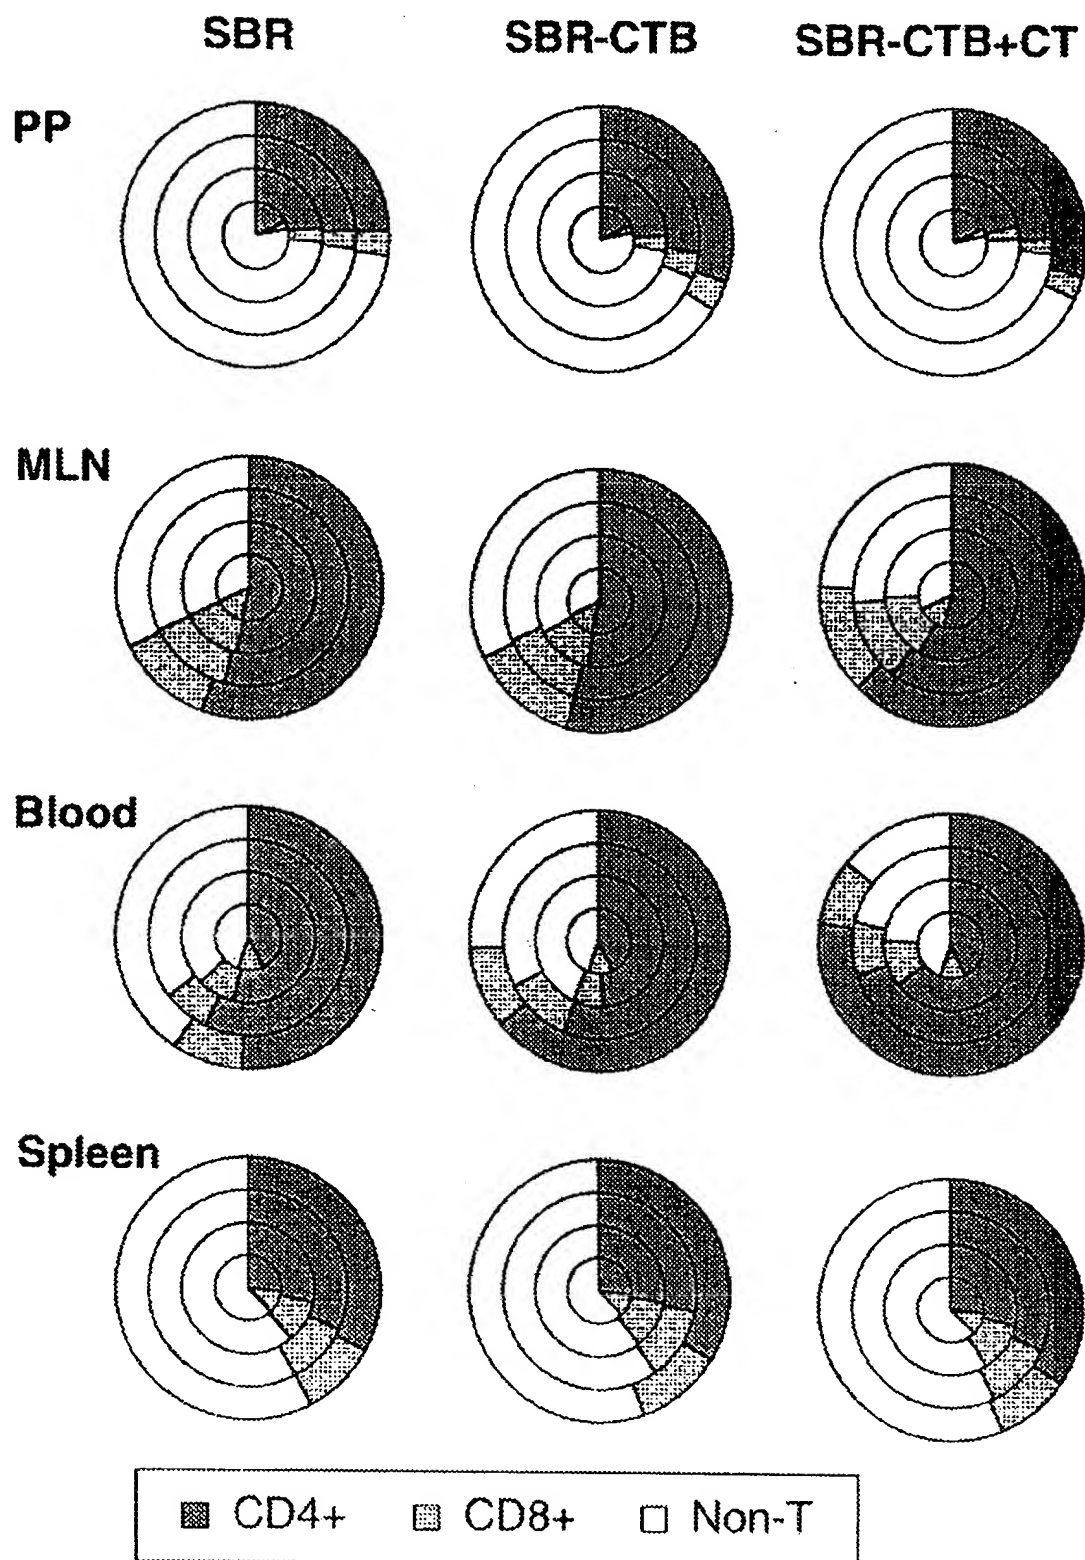 SBR SBR-CTB SBR-CTB+CT
PP
MLN
Blood
Spleen
CD4+ CD8+ Non-T